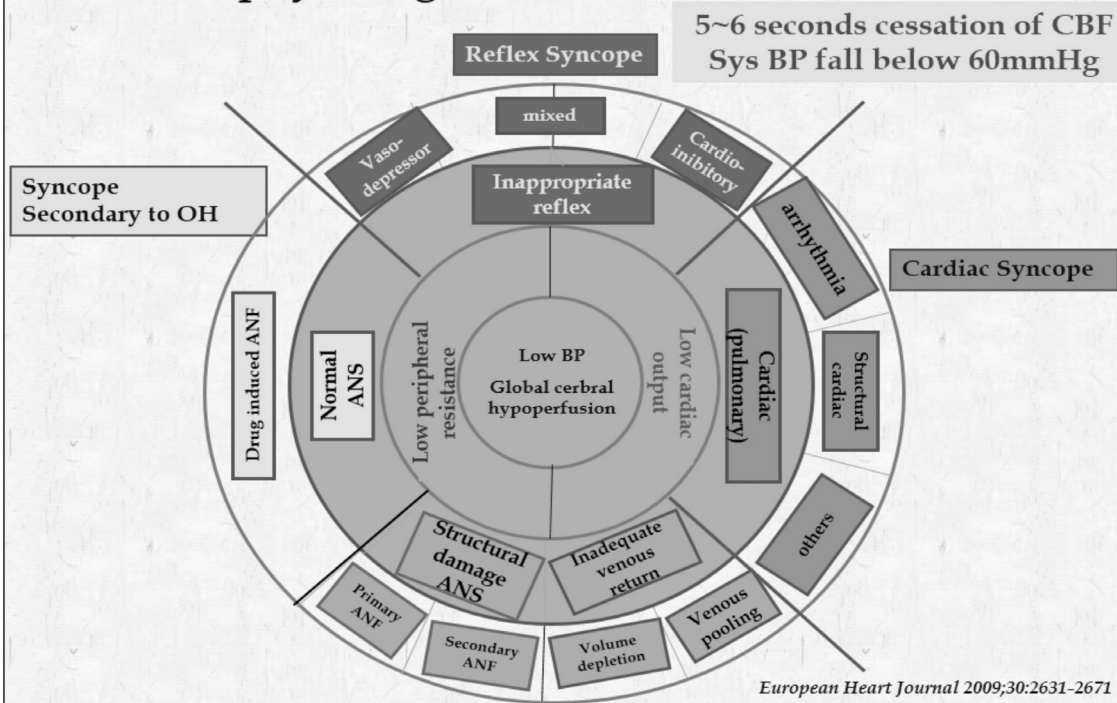 5~6 seconds cessation of CBF
Sys BP fall below 60mmHg
Reflex Syncope
mixed
Vaso-
depressor
Cardio-
inibitory
Inappropriate
reflex
Syncope
Secondary to OH
arrhythmia
Cardiac Syncope
Drug induced ANF
Normal
ANS
Low peripheral
resistance
Low BP
Global cerbral
hypoperfusion
Low cardiac
output
Cardiac
(pulmonary)
Structural
cardiac
others
Structural
damage
ANS
Inadequate
venous
return
Primary
ANF
Secondary
ANF
Volume
depletion
Venous
pooling
European Heart Journal 2009;30:2631–2671